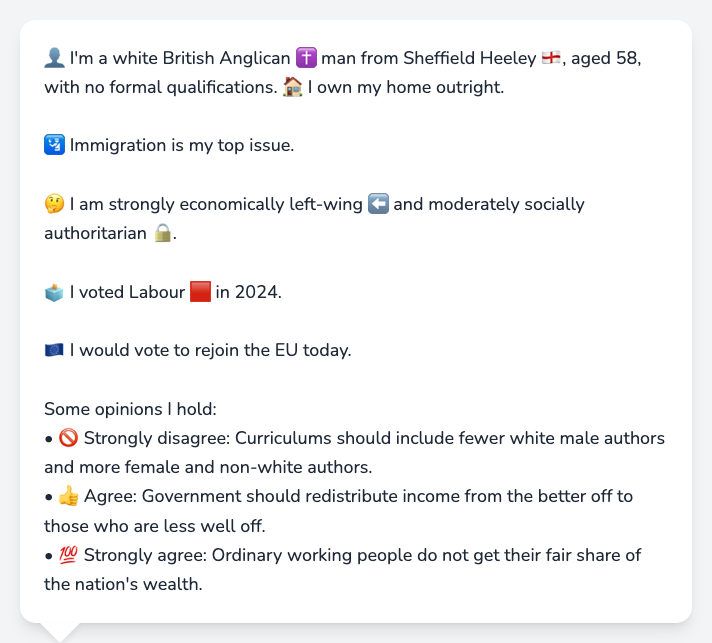 👤 I'm a white British Anglican ✝️ man from Sheffield Heeley 🏴󠁧󠁢󠁥󠁮󠁧󠁿, aged 58,
with no formal qualifications. 🏠 I own my home outright.
🛂 Immigration is my top issue.
🤔 I am strongly economically left-wing ⬅️ and moderately socially
authoritarian 🔒.
🗳️ I voted Labour 🟥 in 2024.
🇪🇺 I would vote to rejoin the EU today.
Some opinions I hold:
• 🚫 Strongly disagree: Curriculums should include fewer white male authors
and more female and non-white authors.
• 👍 Agree: Government should redistribute income from the better off to
those who are less well off.
• 💯 Strongly agree: Ordinary working people do not get their fair share of
the nation's wealth.